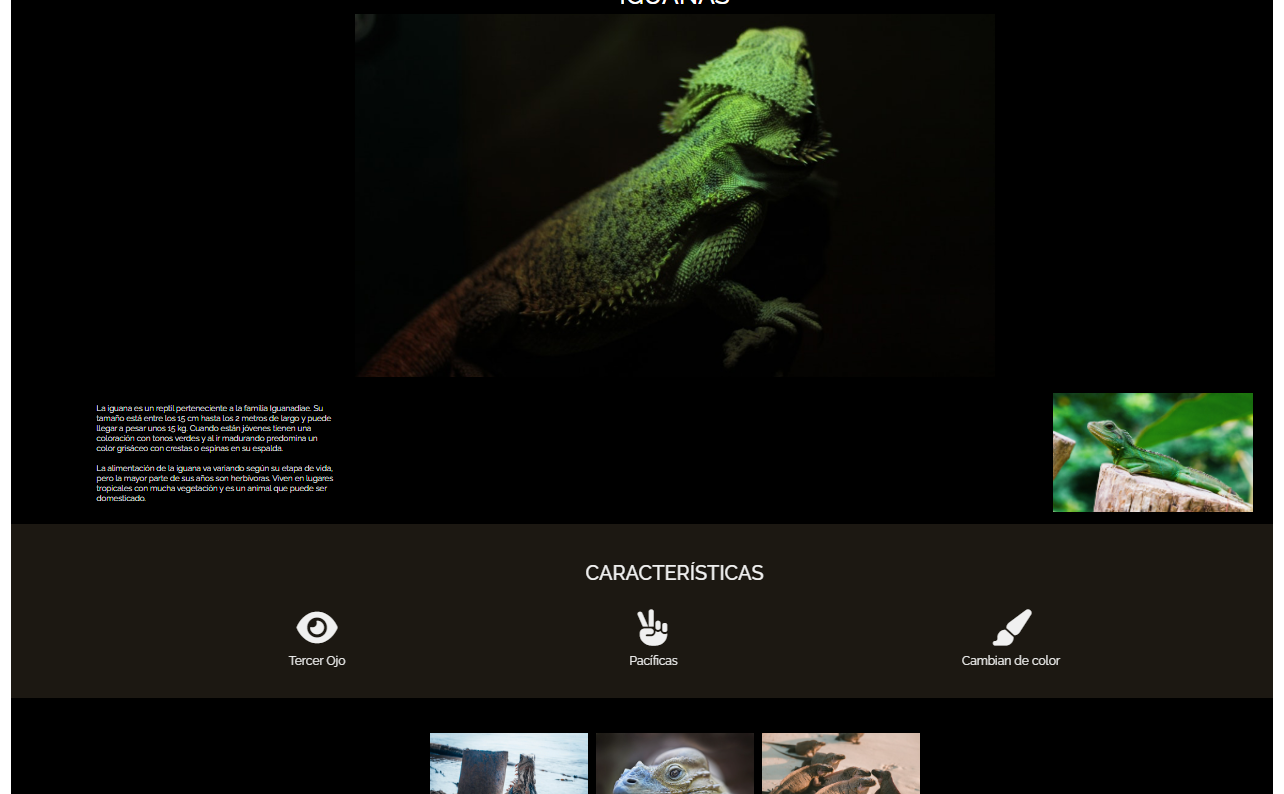 IGUANAS
La iguana es un reptil perteneciente a la familia Iguanadiae. Su
tamaño está entre los 15 cm hasta los 2 metros de largo y puede
llegar a pesar unos 15 kg. Cuando están jóvenes tienen una
coloración con tonos verdes y al ir madurando predomina un
color grisáceo con crestas o espinas en su espalda.
La alimentación de la iguana va variando según su etapa de vida,
pero la mayor parte de sus años son herbívoras. Viven en lugares
tropicales con mucha vegetación y es un animal que puede ser
domesticado.
CARACTERÍSTICAS
Tercer Ojo
Pacíficas
Cambian de color